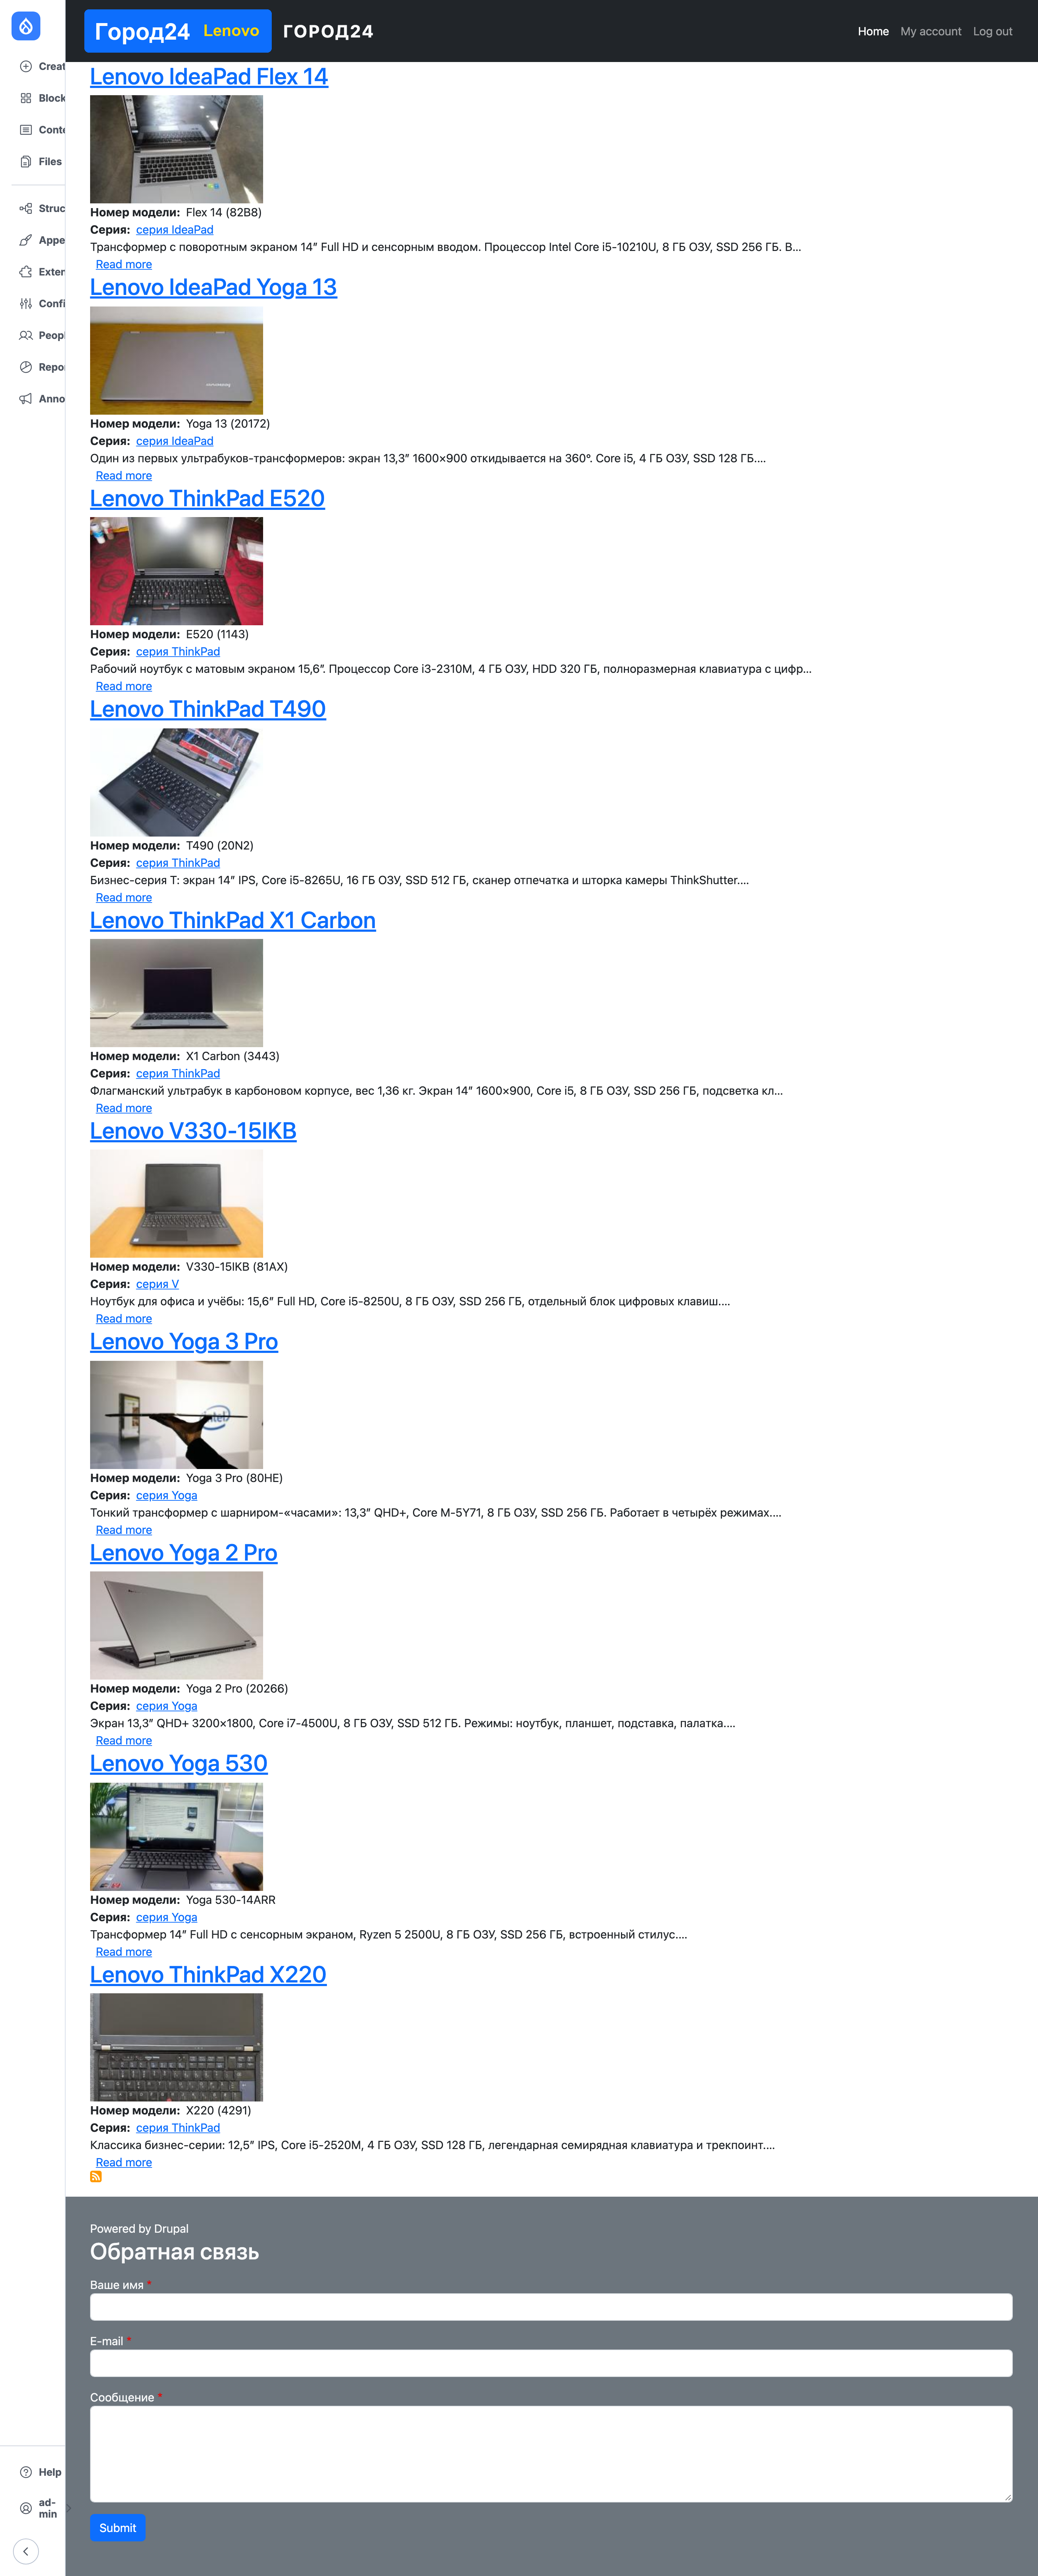 Город24 Lenovo ГОРОД24
Home My account Log out
Creat
Block
Conte
Files
Struc
Appe
Exter
Confi
Peopl
Repo
Anno
Lenovo IdeaPad Flex 14
Номер модели: Flex 14 (82B8)
Серия: серия IdeaPad
Трансформер с поворотным экраном 14″ Full HD и сенсорным вводом. Процессор Intel Core i5-10210U, 8 ГБ ОЗУ, SSD 256 ГБ. В...
Read more
Lenovo IdeaPad Yoga 13
Номер модели: Yoga 13 (20172)
Серия: серия IdeaPad
Один из первых ультрабуков-трансформеров: экран 13,3″ 1600×900 откидывается на 360°. Core i5, 4 ГБ ОЗУ, SSD 128 ГБ....
Read more
Lenovo ThinkPad E520
Номер модели: E520 (1143)
Серия: серия ThinkPad
Рабочий ноутбук с матовым экраном 15,6″. Процессор Core i3-2310M, 4 ГБ ОЗУ, HDD 320 ГБ, полноразмерная клавиатура с цифр...
Read more
Lenovo ThinkPad T490
Номер модели: T490 (20N2)
Серия: серия ThinkPad
Бизнес-серия T: экран 14″ IPS, Core i5-8265U, 16 ГБ ОЗУ, SSD 512 ГБ, сканер отпечатка и шторка камеры ThinkShutter....
Read more
Lenovo ThinkPad X1 Carbon
Номер модели: X1 Carbon (3443)
Серия: серия ThinkPad
Флагманский ультрабук в карбоновом корпусе, вес 1,36 кг. Экран 14″ 1600×900, Core i5, 8 ГБ ОЗУ, SSD 256 ГБ, подсветка кл...
Read more
Lenovo V330-15IKB
Номер модели: V330-15IKB (81AX)
Серия: серия V
Ноутбук для офиса и учёбы: 15,6″ Full HD, Core i5-8250U, 8 ГБ ОЗУ, SSD 256 ГБ, отдельный блок цифровых клавиш....
Read more
Lenovo Yoga 3 Pro
intel
Номер модели: Yoga 3 Pro (80HE)
Серия: серия Yoga
Тонкий трансформер с шарниром-«часами»: 13,3″ QHD+, Core M-5Y71, 8 ГБ ОЗУ, SSD 256 ГБ. Работает в четырёх режимах....
Read more
Lenovo Yoga 2 Pro
Номер модели: Yoga 2 Pro (20266)
Серия: серия Yoga
Экран 13,3″ QHD+ 3200×1800, Core i7-4500U, 8 ГБ ОЗУ, SSD 512 ГБ. Режимы: ноутбук, планшет, подставка, палатка....
Read more
Lenovo Yoga 530
Номер модели: Yoga 530-14ARR
Серия: серия Yoga
Трансформер 14″ Full HD с сенсорным экраном, Ryzen 5 2500U, 8 ГБ ОЗУ, SSD 256 ГБ, встроенный стилус....
Read more
Lenovo ThinkPad X220
Номер модели: X220 (4291)
Серия: серия ThinkPad
Классика бизнес-серии: 12,5″ IPS, Core i5-2520M, 4 ГБ ОЗУ, SSD 128 ГБ, легендарная семирядная клавиатура и трекпоинт....
Read more
Powered by Drupal
Обратная связь
Ваше имя *
E-mail *
Сообщение *
Submit
Help
ad-
min